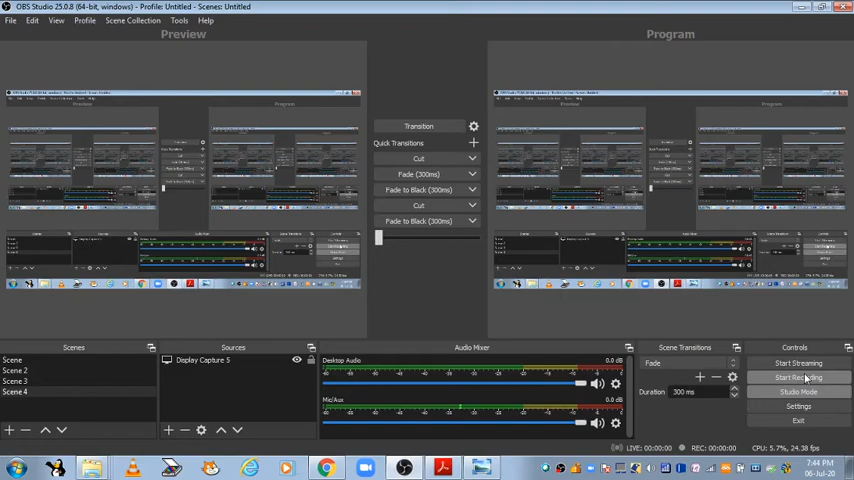 OBS Studio 25.0.8 (64-bit, windows) - Profile: Untitled - Scenes: Untitled
File Edit View Profile Scene Collection Tools Help
Preview
Program
Transition
Quick Transitions
Cut
Fade (300ms)
Fade to Black (300ms)
Cut
Fade to Black (300ms)
Scenes
Scene
Scene 2
Scene 3
Scene 4
Sources
Display Capture 5
Audio Mixer
Desktop Audio 0.0 dB
Mic/Aux 0.0 dB
Scene Transitions
Fade
Duration 300 ms
Controls
Start Streaming
Start Recording
Studio Mode
Settings
Exit
LIVE: 00:00:00 REC: 00:00:00 CPU: 5.7%, 24.38 fps
7:44 PM
06-Jul-20